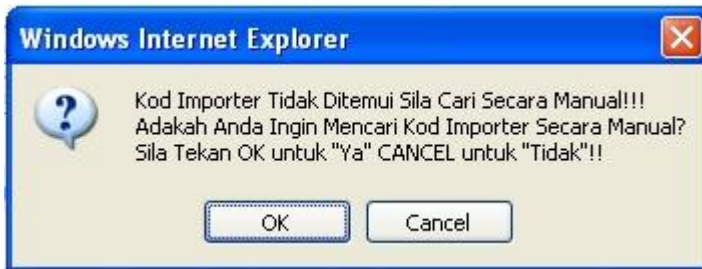 Windows Internet Explorer
Kod Importer Tidak Ditemui Sila Cari Secara Manual!!!
Adakah Anda Ingin Mencari Kod Importer Secara Manual?
Sila Tekan OK untuk "Ya" CANCEL untuk "Tidak"!!
OK
Cancel